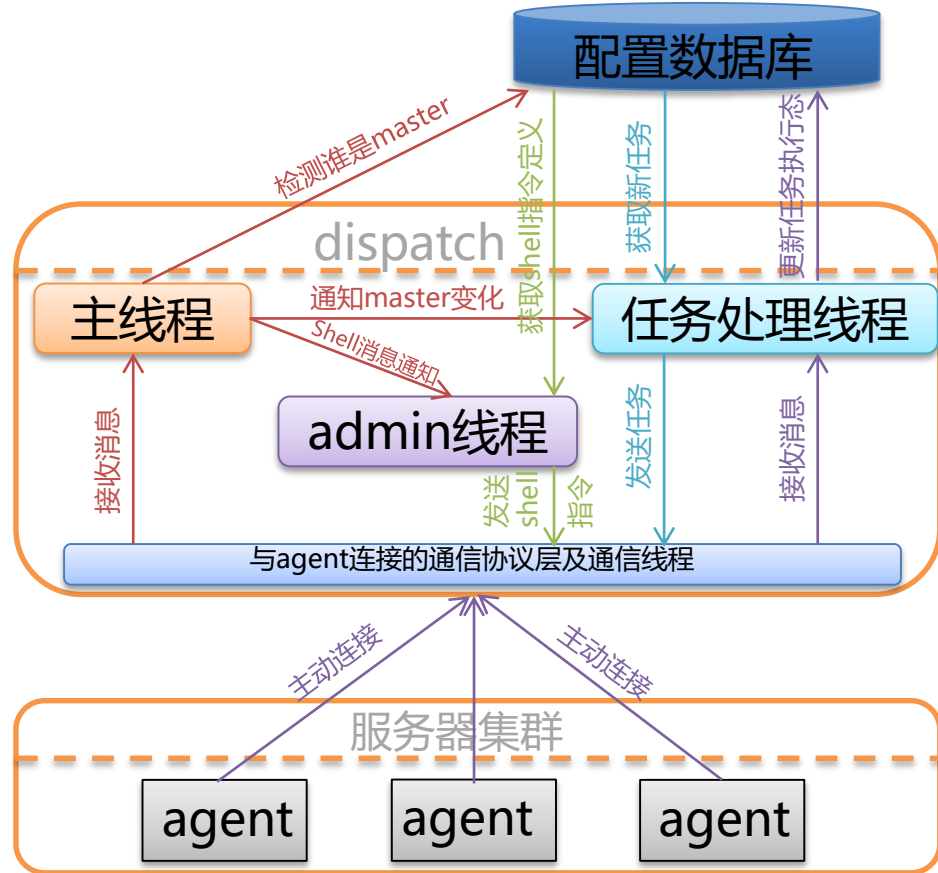 配置数据库
检测谁是master
获取shell指令定义
获取新任务
更新任务执行态
dispatch
主线程
通知master变化
任务处理线程
Shell消息通知
admin线程
接收消息
发送
shell
指令
发送任务
接收消息
与agent连接的通信协议层及通信线程
主动连接
主动连接
服务器集群
agent
agent
agent